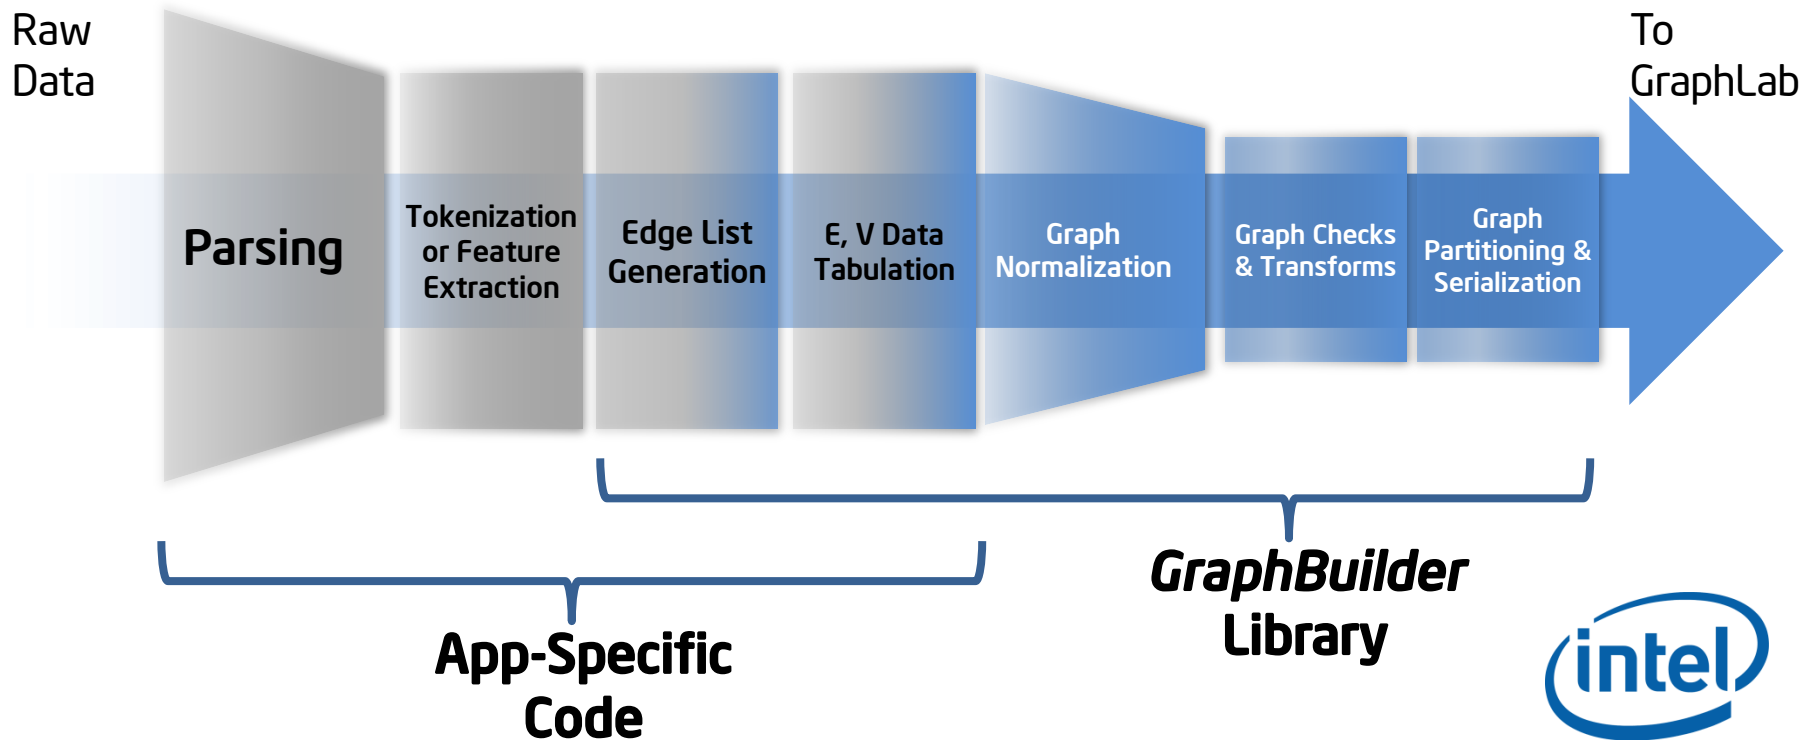 Raw
Data
To
GraphLab
Parsing
Tokenization
or Feature
Extraction
Edge List
Generation
E, V Data
Tabulation
Graph
Normalization
Graph Checks
& Transforms
Graph
Partitioning &
Serialization
GraphBuilder
Library
App-Specific
Code
intel